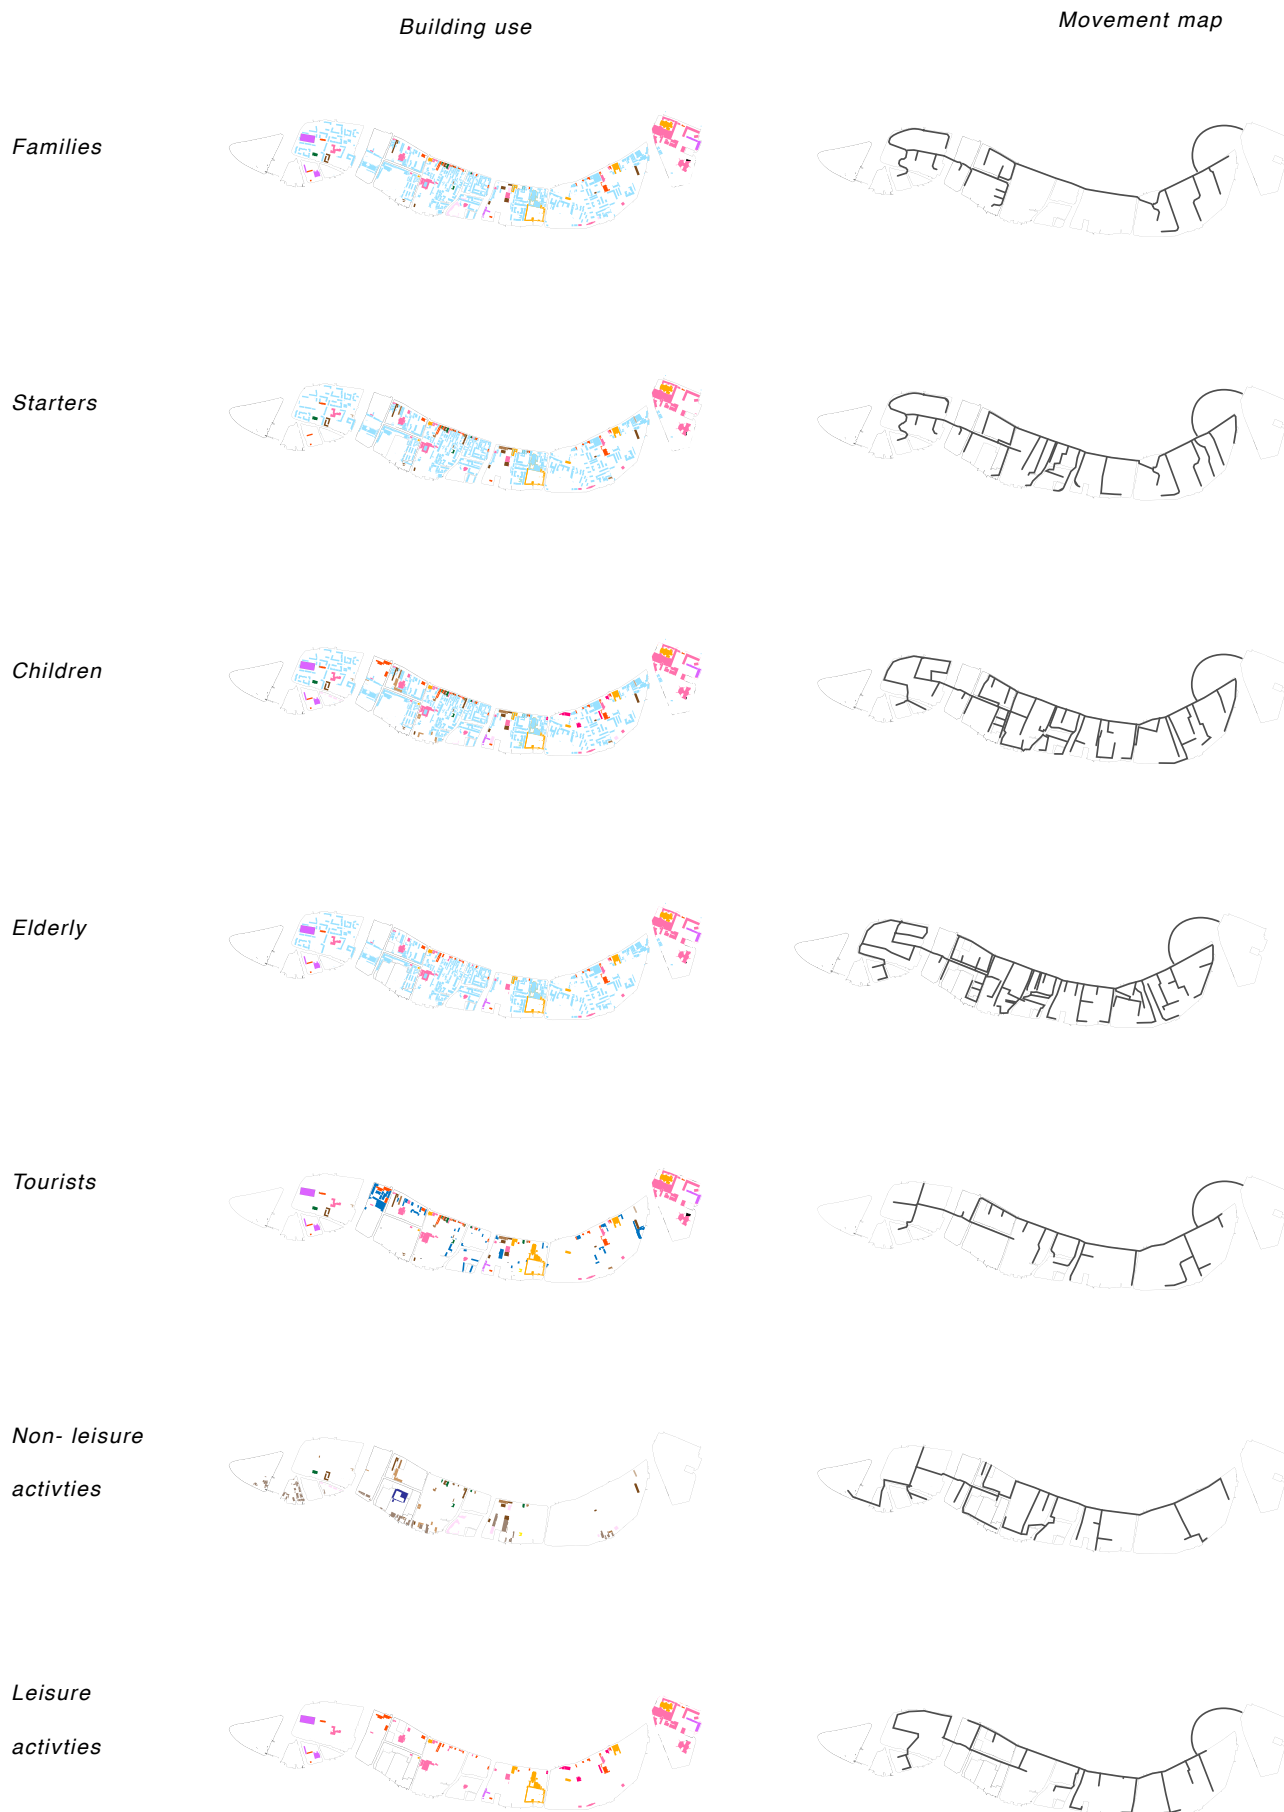 Building use
Movement map
Families
Starters
Children
Elderly
Tourists
Non- leisure
activties
Leisure
activties